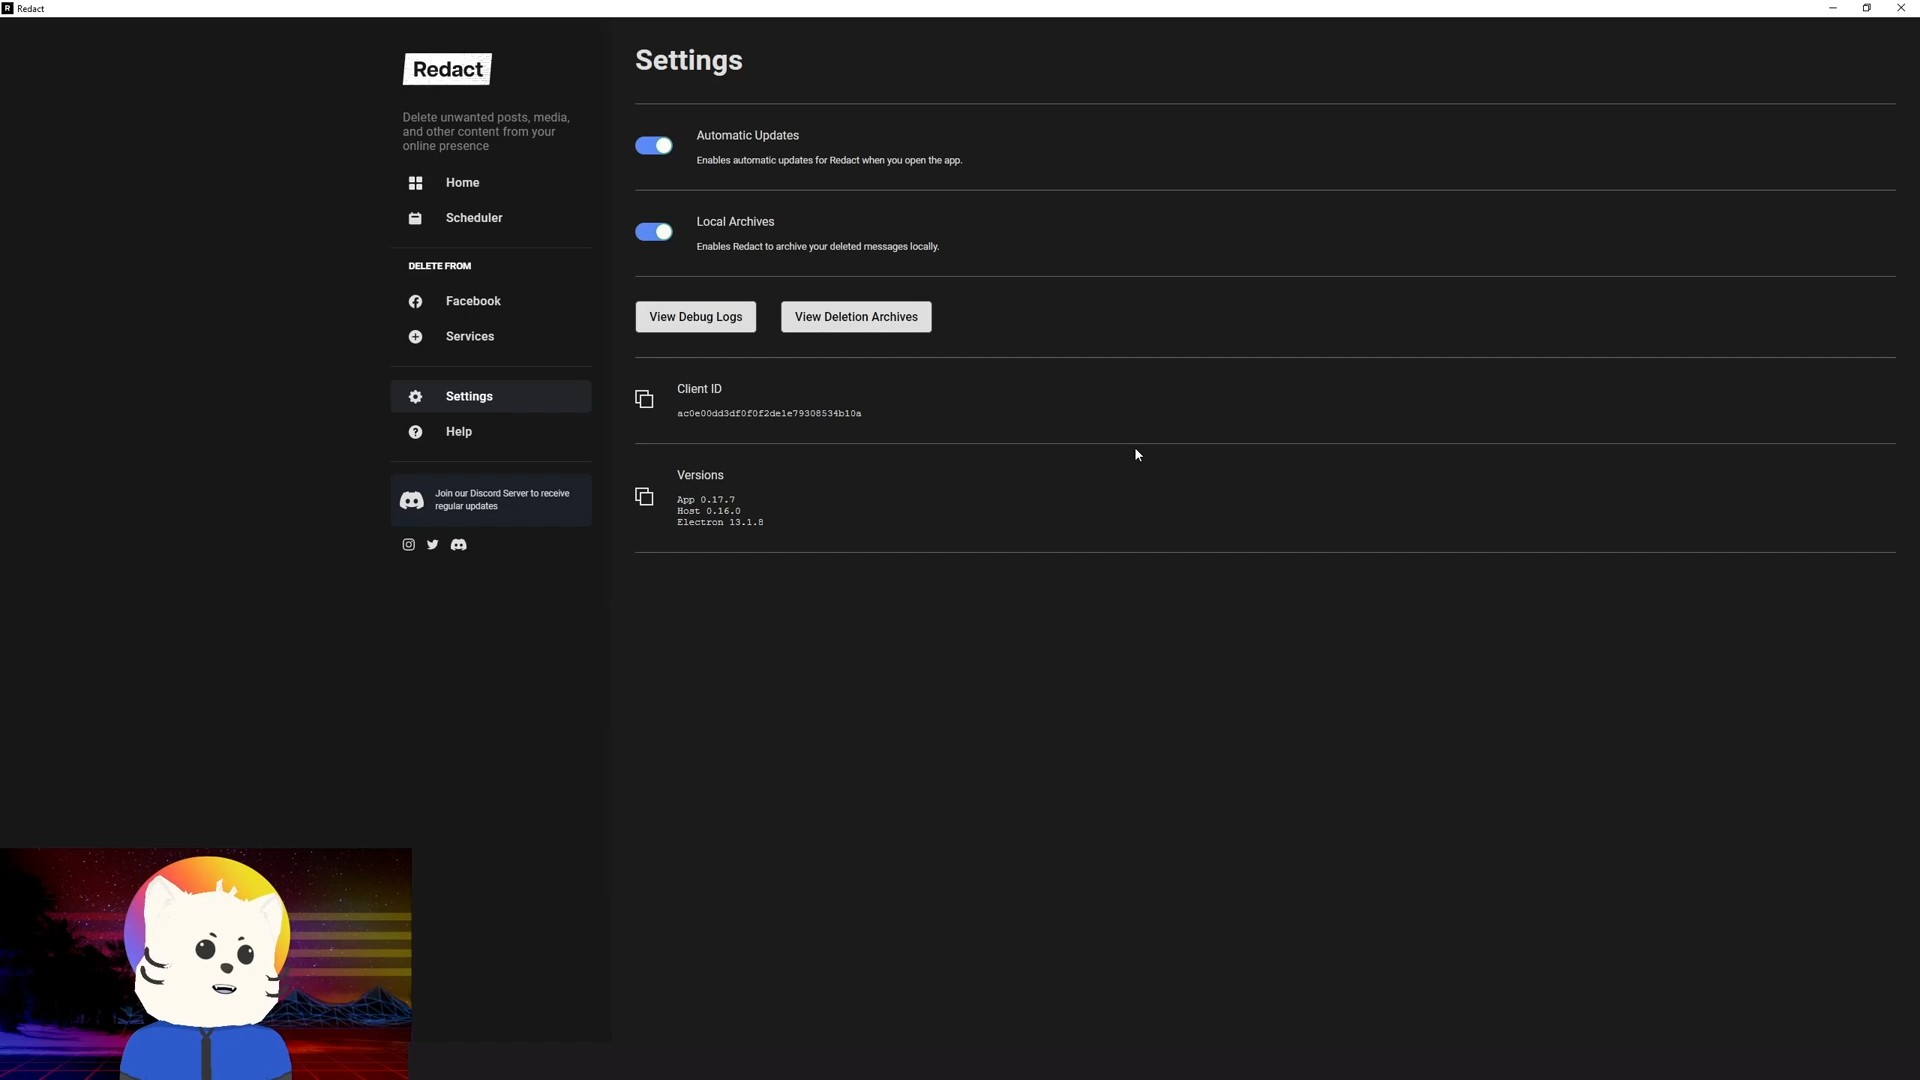 Redact
Redact
Delete unwanted posts, media,
and other content from your
online presence
Home
Scheduler
DELETE FROM
Facebook
Services
Settings
Help
Join our Discord Server to receive
regular updates
Settings
Automatic Updates
Enables automatic updates for Redact when you open the app.
Local Archives
Enables Redact to archive your deleted messages locally.
View Debug Logs
View Deletion Archives
Client ID
ac0e00dd3df0f0f2de1e79308534b10a
Versions
App 0.17.7
Host 0.16.0
Electron 13.1.8